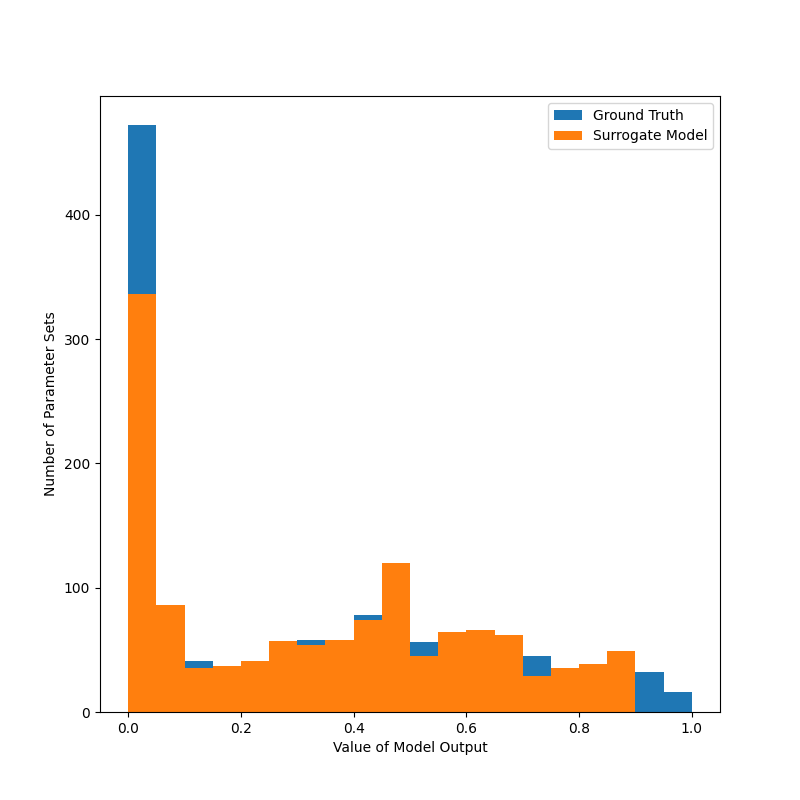 Ground Truth
Surrogate Model
Number of Parameter Sets
400
300
200
100
0
0.0 0.2 0.4 0.6 0.8 1.0
Value of Model Output